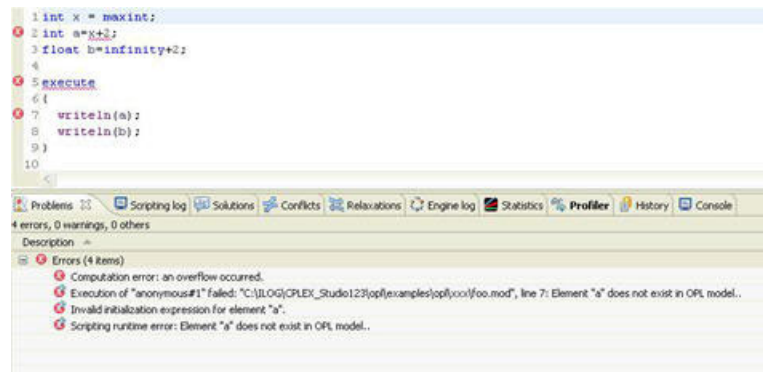 1 int x = maxint;
2 int a=x+2;
3 float b=infinity+2;
4
5 execute
6 {
7 writeln(a);
8 writeln(b);
9 }
10
Problems Scripting log Solutions Conflicts Relaxations Engine log Statistics Profiler History Console
4 errors, 0 warnings, 0 others
Description
Errors (4 items)
Computation error: an overflow occurred.
Execution of "anonymous#1" failed: "C:\ILOG\CPLEX_Studio123\opl\examples\opl\xxx\foo.mod", line 7: Element "a" does not exist in OPL model..
Invalid initialization expression for element "a".
Scripting runtime error: Element "a" does not exist in OPL model..